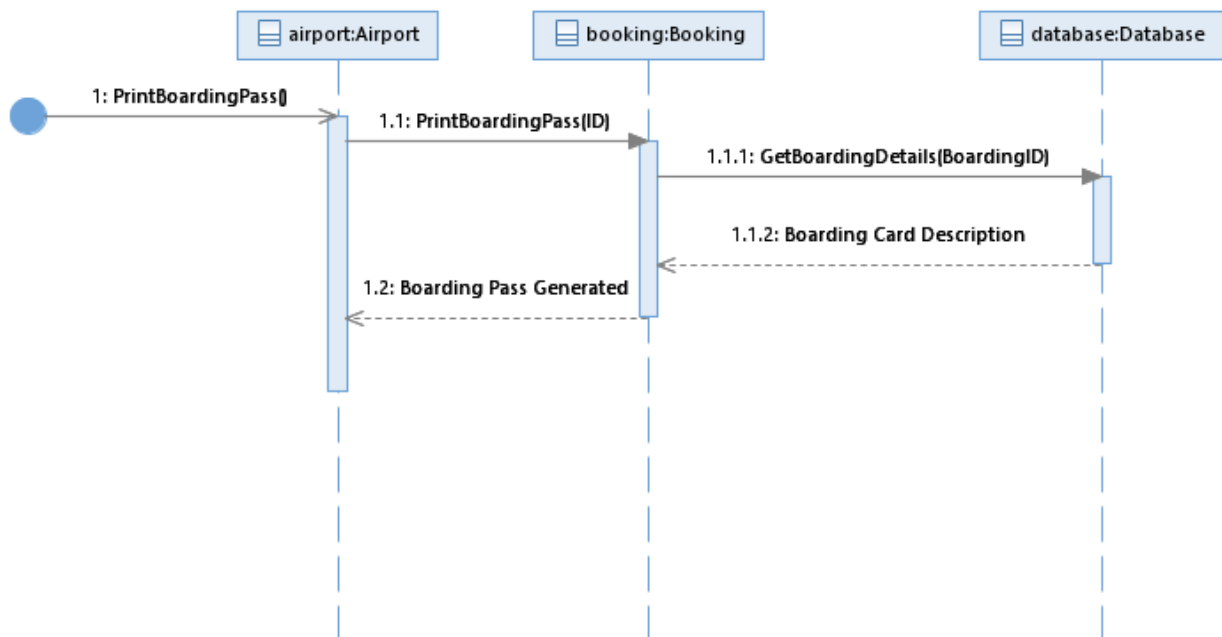 airport:Airport
booking:Booking
database:Database
1: PrintBoardingPass()
1.1: PrintBoardingPass(ID)
1.1.1: GetBoardingDetails(BoardingID)
1.1.2: Boarding Card Description
1.2: Boarding Pass Generated